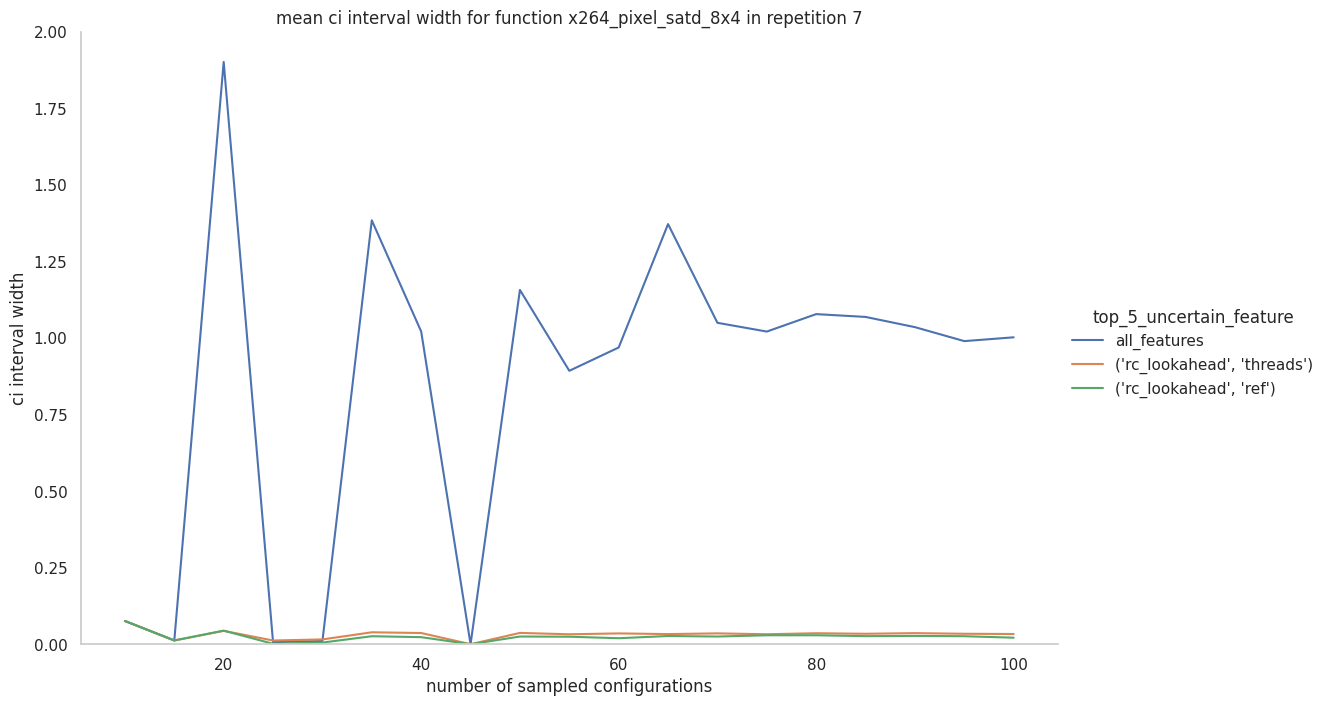 mean ci interval width for function x264_pixel_satd_8x4 in repetition 7
2.00
1.75
1.50
1.25
1.00
0.75
0.50
0.25
0.00
ci interval width
20
40
60
80
100
number of sampled configurations
top_5_uncertain_feature
all_features
('rc_lookahead', 'threads')
('rc_lookahead', 'ref')